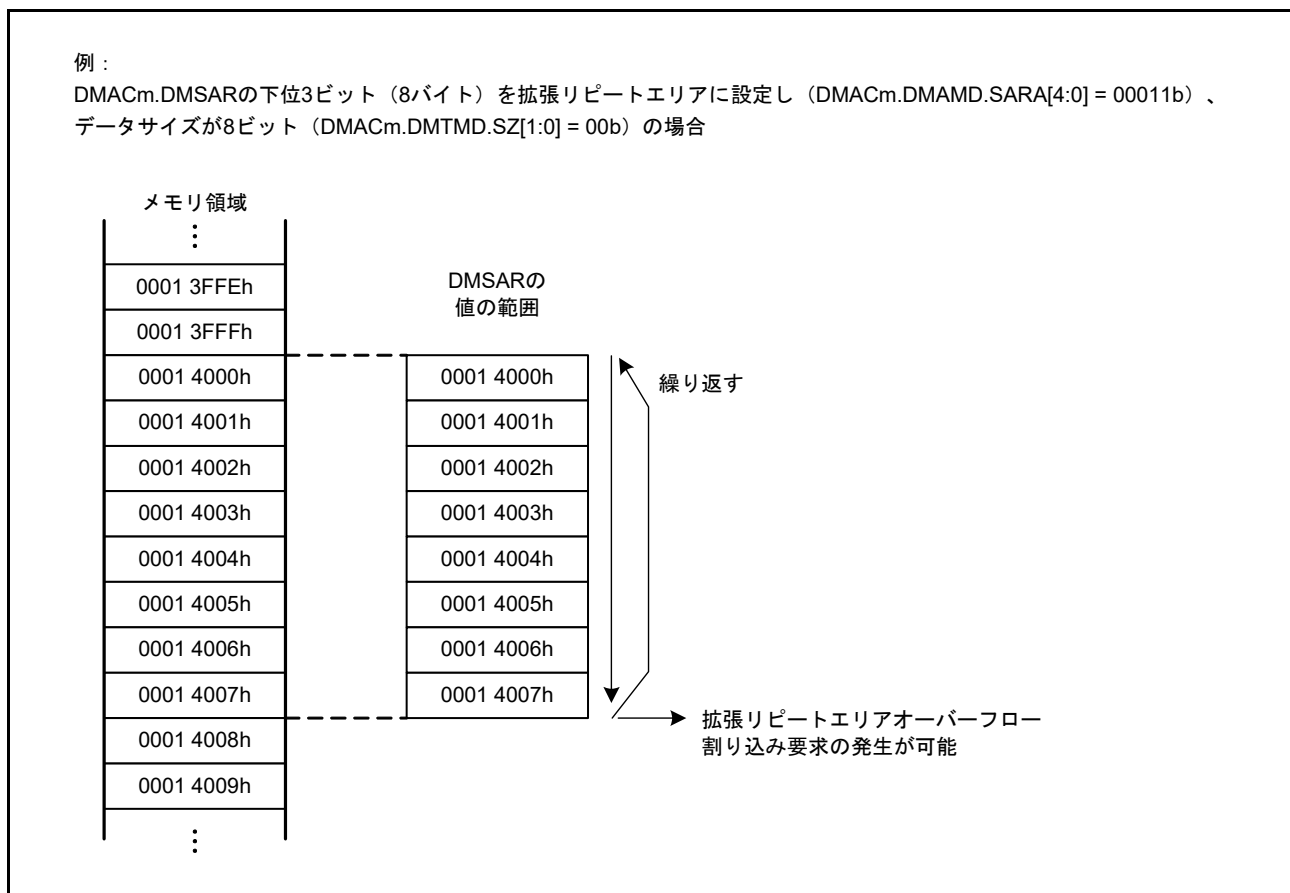 例：
DMACm.DMSARの下位3ビット（8バイト）を拡張リピートエリアに設定し（DMACm.DMAMD.SARA[4:0] = 00011b）、
データサイズが8ビット（DMACm.DMTMD.SZ[1:0] = 00b）の場合
メモリ領域
0001 3FFEh
0001 3FFFh
0001 4000h
0001 4001h
0001 4002h
0001 4003h
0001 4004h
0001 4005h
0001 4006h
0001 4007h
0001 4008h
0001 4009h
DMSARの
値の範囲
0001 4000h
0001 4001h
0001 4002h
0001 4003h
0001 4004h
0001 4005h
0001 4006h
0001 4007h
繰り返す
拡張リピートエリアオーバーフロー
割り込み要求の発生が可能